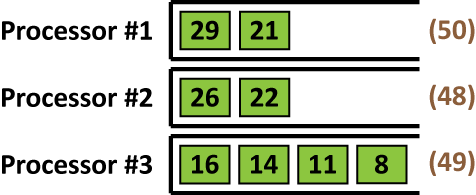 Processor #1 29 21 (50)
Processor #2 26 22 (48)
Processor #3 16 14 11 8 (49)